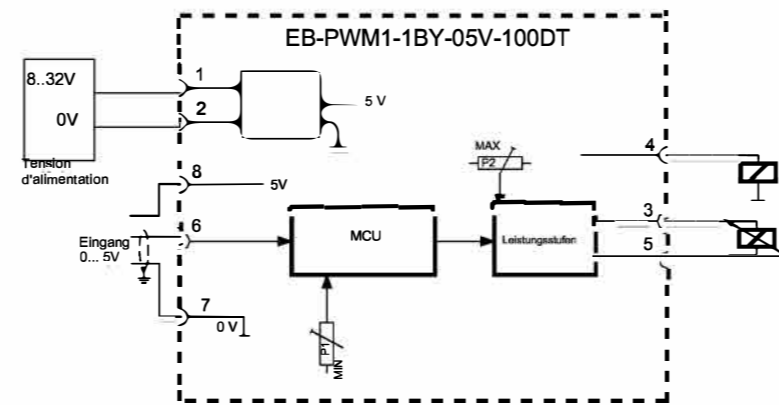 EB-PWM1-1BY-05V-100DT
8..32V
0V
Tension
d'alimentation
1
2
5 V
8
5V
6
Eingang
0... 5V
7
0 V
MCU
P1
MIN
MAX
P2
Leistungsstufen
4
3
5